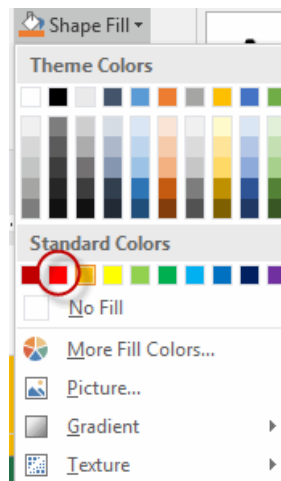 Shape Fill
Theme Colors
Standard Colors
No Fill
More Fill Colors...
Picture...
Gradient
Texture